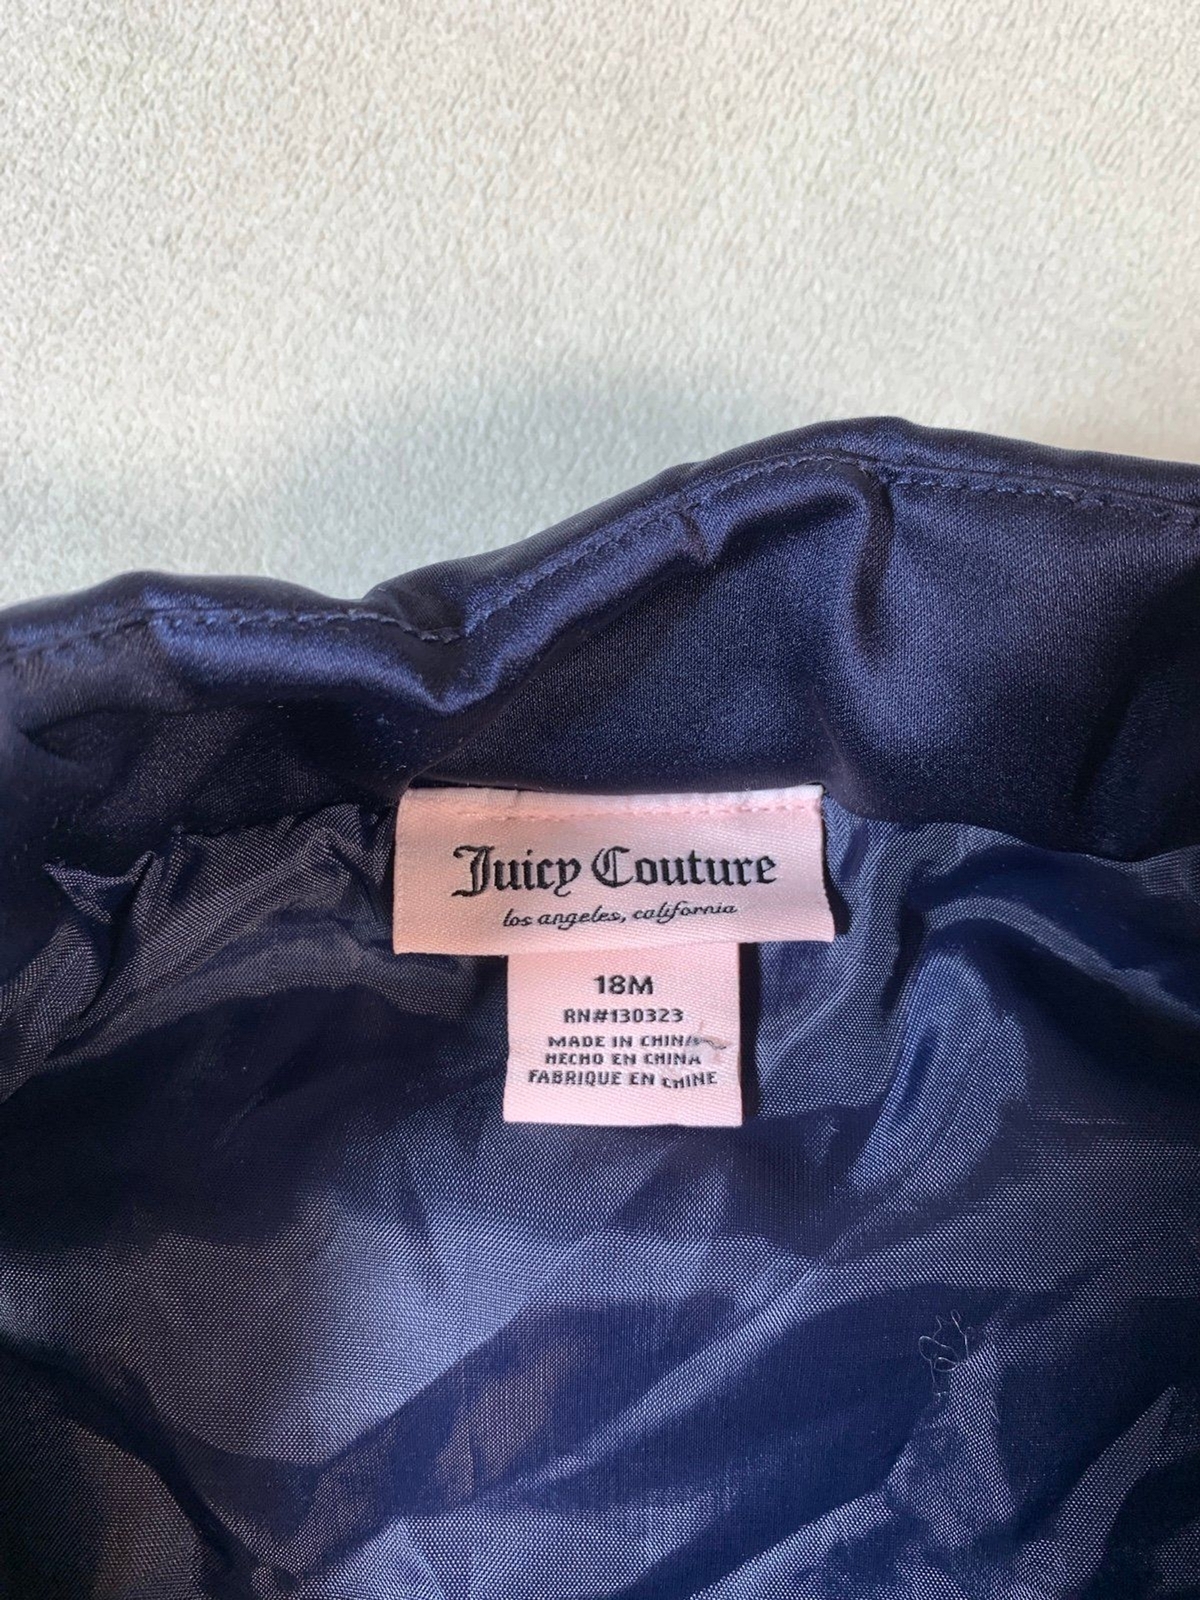 Juicy Couture
los angeles, california
18M
RN#130323
MADE IN CHINA
HECHO EN CHINA
FABRIQUE EN CHINE